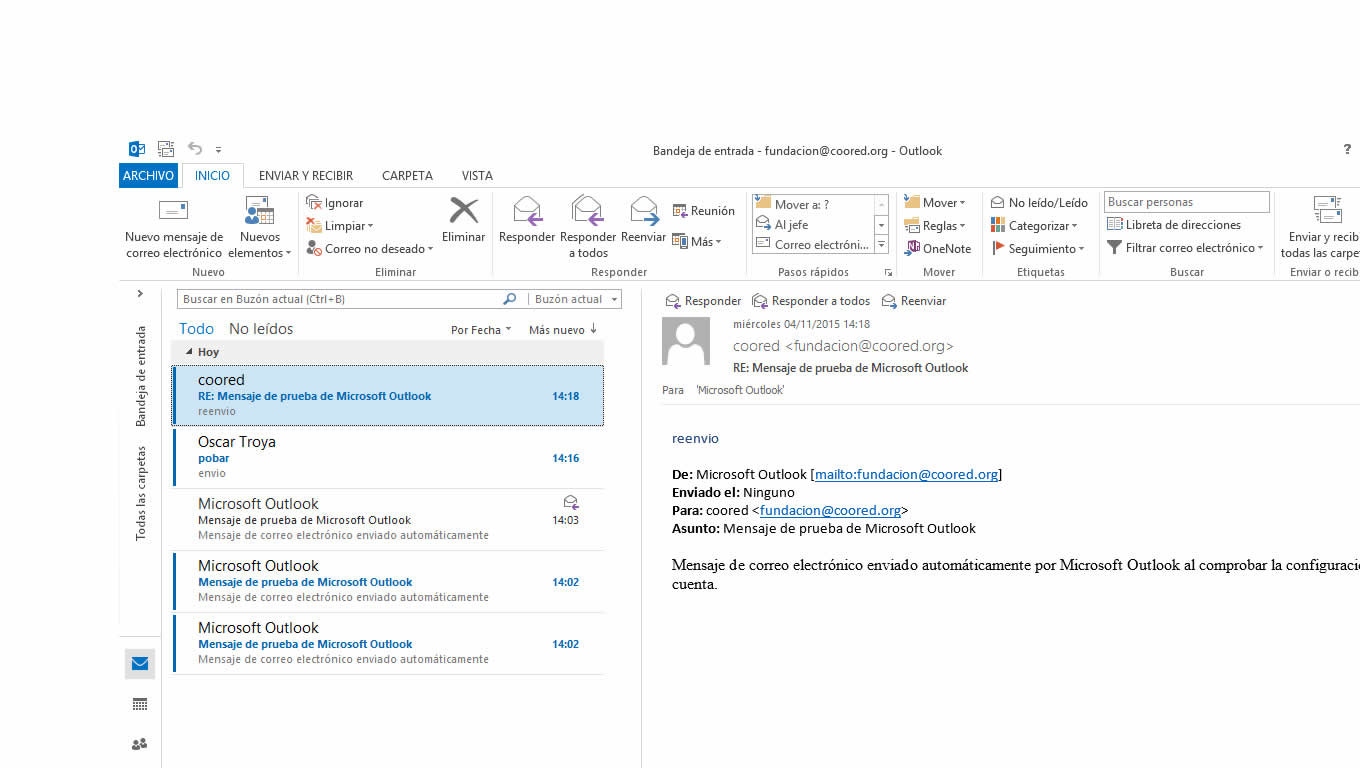 Bandeja de entrada - fundacion@coored.org - Outlook
?
ARCHIVO INICIO ENVIAR Y RECIBIR CARPETA VISTA
Nuevo mensaje de correo electrónico
Nuevos elementos
Nuevo
Ignorar
Limpiar
Correo no deseado
Eliminar
Eliminar
Responder
Responder a todos
Reenviar
Reunión
Más
Responder
Mover a: ?
Al jefe
Correo electróni...
Pasos rápidos
Mover
Reglas
OneNote
Mover
No leído/Leído
Categorizar
Seguimiento
Etiquetas
Buscar personas
Libreta de direcciones
Filtrar correo electrónico
Buscar
Enviar y recib
todas las carpet
Enviar o recib
Bandeja de entrada
Todas las carpetas
Buscar en Buzón actual (Ctrl+B) Buzón actual
Todo No leídos Por Fecha Más nuevo
Hoy
coored
RE: Mensaje de prueba de Microsoft Outlook 14:18
reenvio
Oscar Troya
pobar 14:16
envio
Microsoft Outlook
Mensaje de prueba de Microsoft Outlook 14:03
Mensaje de correo electrónico enviado automáticamente
Microsoft Outlook
Mensaje de prueba de Microsoft Outlook 14:02
Mensaje de correo electrónico enviado automáticamente
Microsoft Outlook
Mensaje de prueba de Microsoft Outlook 14:02
Mensaje de correo electrónico enviado automáticamente
Responder Responder a todos Reenviar
miércoles 04/11/2015 14:18
coored <fundacion@coored.org>
RE: Mensaje de prueba de Microsoft Outlook
Para 'Microsoft Outlook'
reenvio
De: Microsoft Outlook [mailto:fundacion@coored.org]
Enviado el: Ninguno
Para: coored <fundacion@coored.org>
Asunto: Mensaje de prueba de Microsoft Outlook
Mensaje de correo electrónico enviado automáticamente por Microsoft Outlook al comprobar la configuració
cuenta.